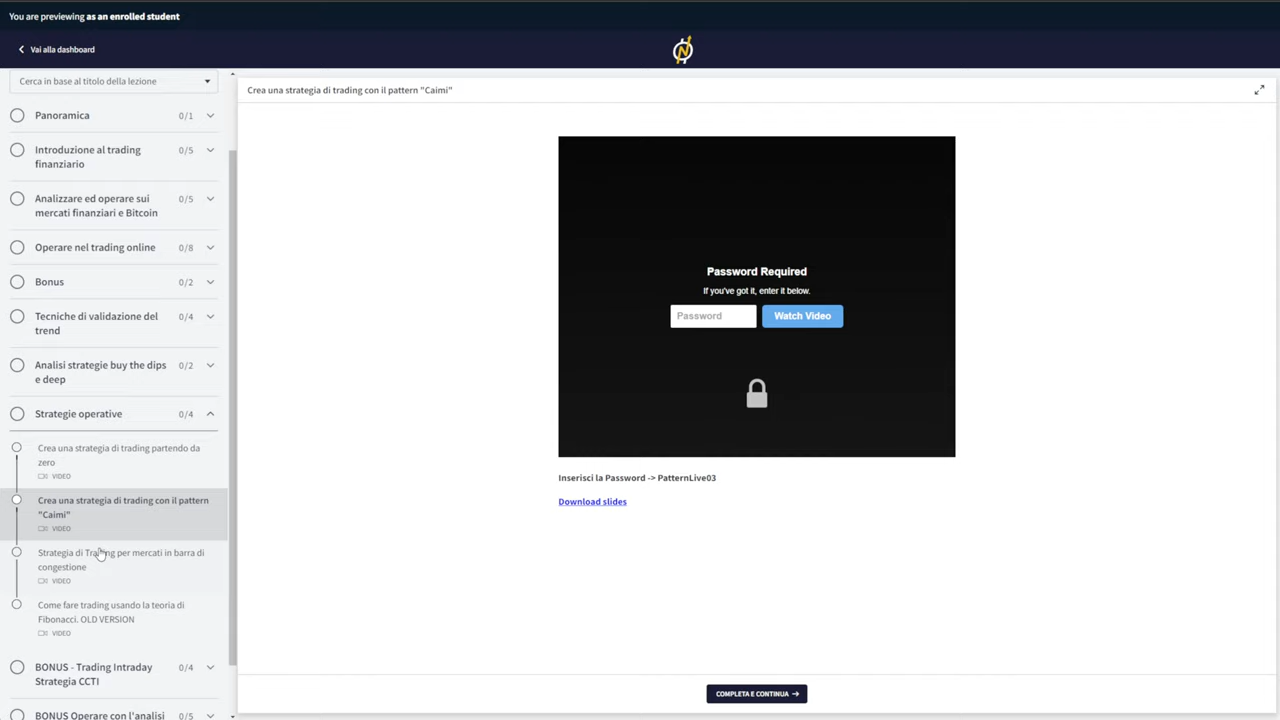 You are previewing as an enrolled student
Vai alla dashboard
Cerca in base al titolo della lezione
Panoramica 0/1
Introduzione al trading 0/5
finanziario
Analizzare ed operare sui 0/5
mercati finanziari e Bitcoin
Operare nel trading online 0/8
Bonus 0/2
Tecniche di validazione del 0/4
trend
Analisi strategie buy the dips 0/2
e deep
Strategie operative 0/4
Crea una strategia di trading partendo da
zero
VIDEO
Crea una strategia di trading con il pattern
"Caimi"
VIDEO
Strategia di Trading per mercati in barra di
congestione
VIDEO
Come fare trading usando la teoria di
Fibonacci. OLD VERSION
VIDEO
BONUS - Trading Intraday 0/4
Strategia CCTI
BONUS Operare con l'analisi 0/5
Crea una strategia di trading con il pattern "Caimi"
Password Required
If you've got it, enter it below.
Password Watch Video
Inserisci la Password -> PatternLive03
Download slides
COMPLETA E CONTINUA →